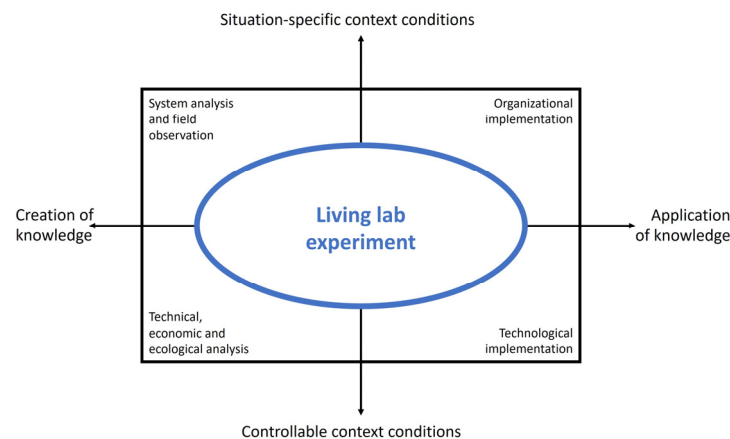 Situation-specific context conditions
System analysis
and field
observation
Organizational
implementation
Creation of
knowledge
Living lab
experiment
Application
of knowledge
Technical,
economic and
ecological analysis
Technological
implementation
Controllable context conditions